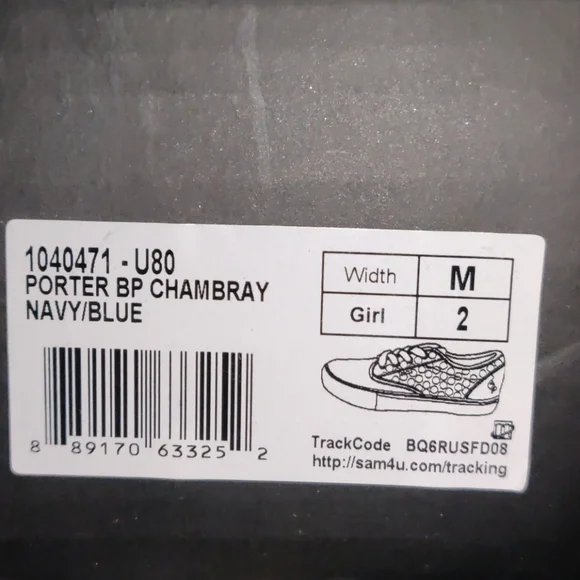 1040471 - U80
PORTER BP CHAMBRAY
NAVY/BLUE
Width M
Girl 2
8 89170 63325 2
TrackCode BQ6RUSFD08
http://sam4u.com/tracking